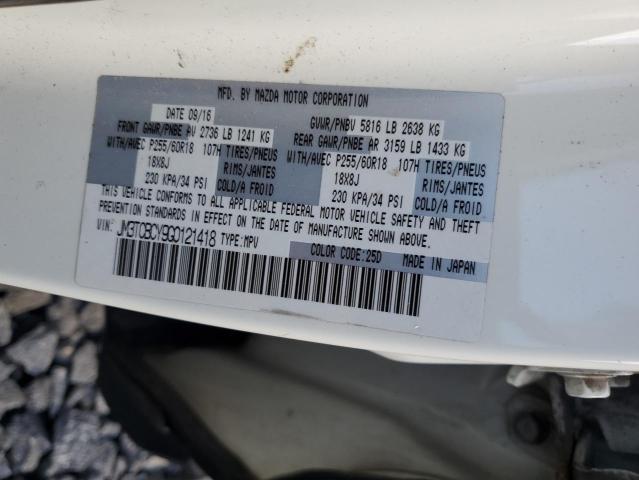 MFD. BY MAZDA MOTOR CORPORATION
DATE 09/16 GVWR/PNBV 5816 LB 2638 KG
FRONT GAWR/PNBE AV 2736 LB 1241 KG REAR GAWR/PNBE AR 3159 LB 1433 KG
WITH/AVEC P255/60R18 107H TIRES/PNEUS WITH/AVEC P255/60R18 107H TIRES/PNEUS
18X8J RIMS/JANTES 18X8J RIMS/JANTES
230 KPA/34 PSI COLD/A FROID 230 KPA/34 PSI COLD/A FROID
THIS VEHICLE CONFORMS TO ALL APPLICABLE FEDERAL MOTOR VEHICLE SAFETY AND THEFT
PREVENTION STANDARDS IN EFFECT ON THE DATE OF MANUFACTURE SHOWN ABOVE.
VIN: JM3TCBCY9G0121418 TYPE:MPV
COLOR CODE:25D MADE IN JAPAN